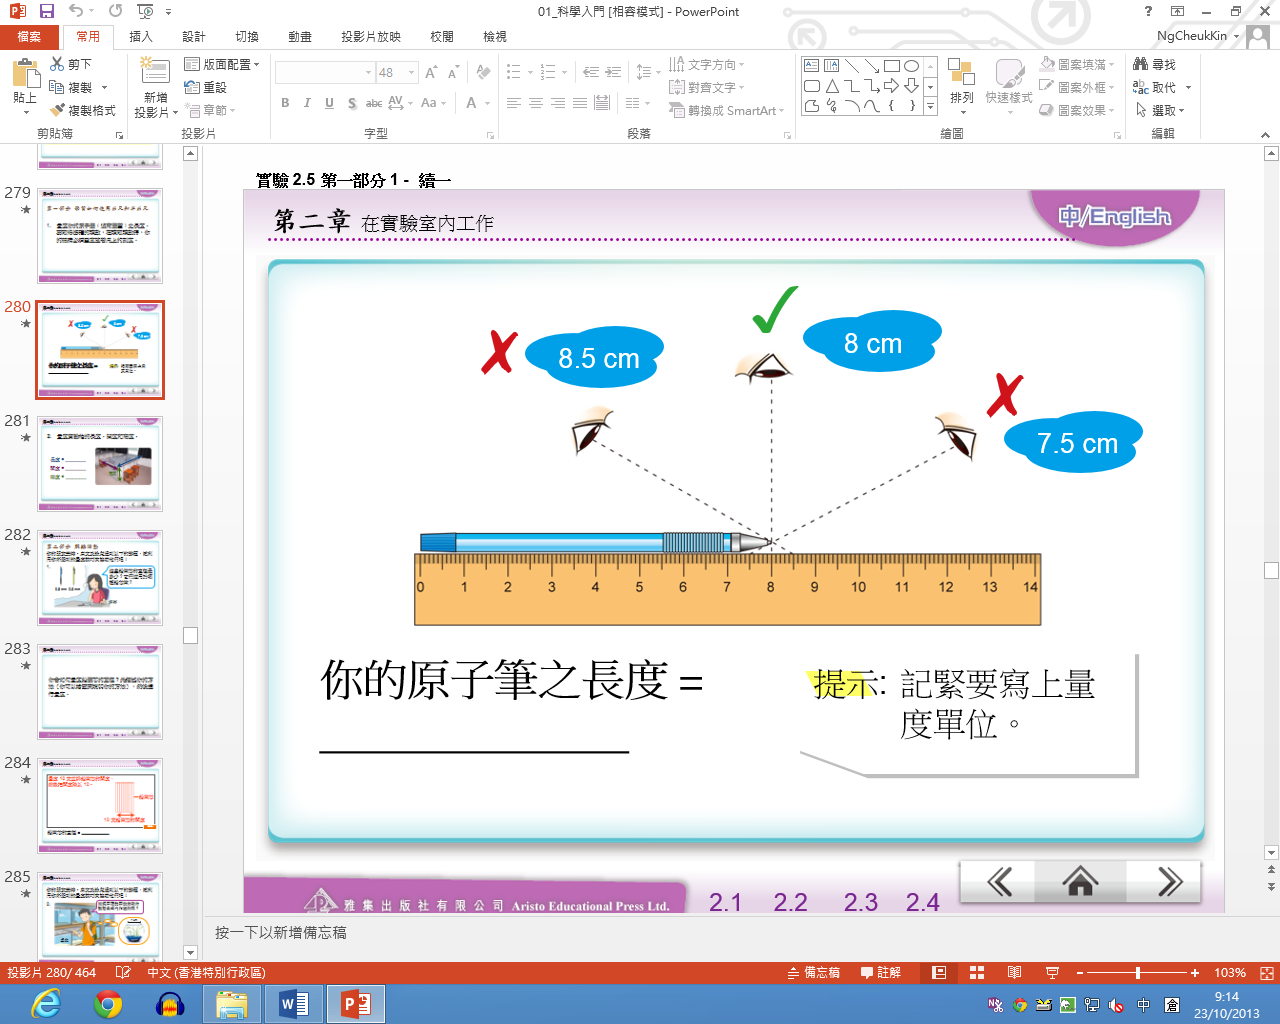 01_科學入門 [相容模式] - PowerPoint
檔案 常用 插入 設計 切換 動畫 投影片放映 校閱 檢視
NgCheukKin
貼上
剪下
複製
複製格式
剪貼簿
新增
投影片
版面配置
重設
章節
投影片
48
B I U S abc AV Aa A
字型
文字方向
對齊文字
轉換成 SmartArt
段落
排列
快速樣式
圖案填滿
圖案外框
圖案效果
繪圖
尋找
取代
選取
編輯
279
280
281
282
283
284
285
實驗 2.5 第一部分 1 - 續一
第二章 在實驗室內工作
中/English
8.5 cm
8 cm
7.5 cm
0 1 2 3 4 5 6 7 8 9 10 11 12 13 14
你的原子筆之長度 =
提示: 記緊要寫上量
度單位。
雅集出版社有限公司 Aristo Educational Press Ltd.
2.1 2.2 2.3 2.4
按一下以新增備忘稿
投影片 280/ 464 中文 (香港特別行政區) 備忘稿 註解 103%
中 倉
9:14
23/10/2013